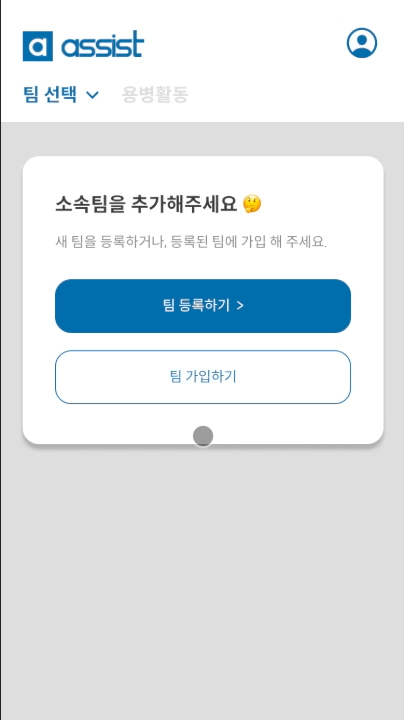 a assist
팀 선택 용병활동
소속팀을 추가해주세요 🤔
새 팀을 등록하거나, 등록된 팀에 가입 해 주세요.
팀 등록하기 >
팀 가입하기